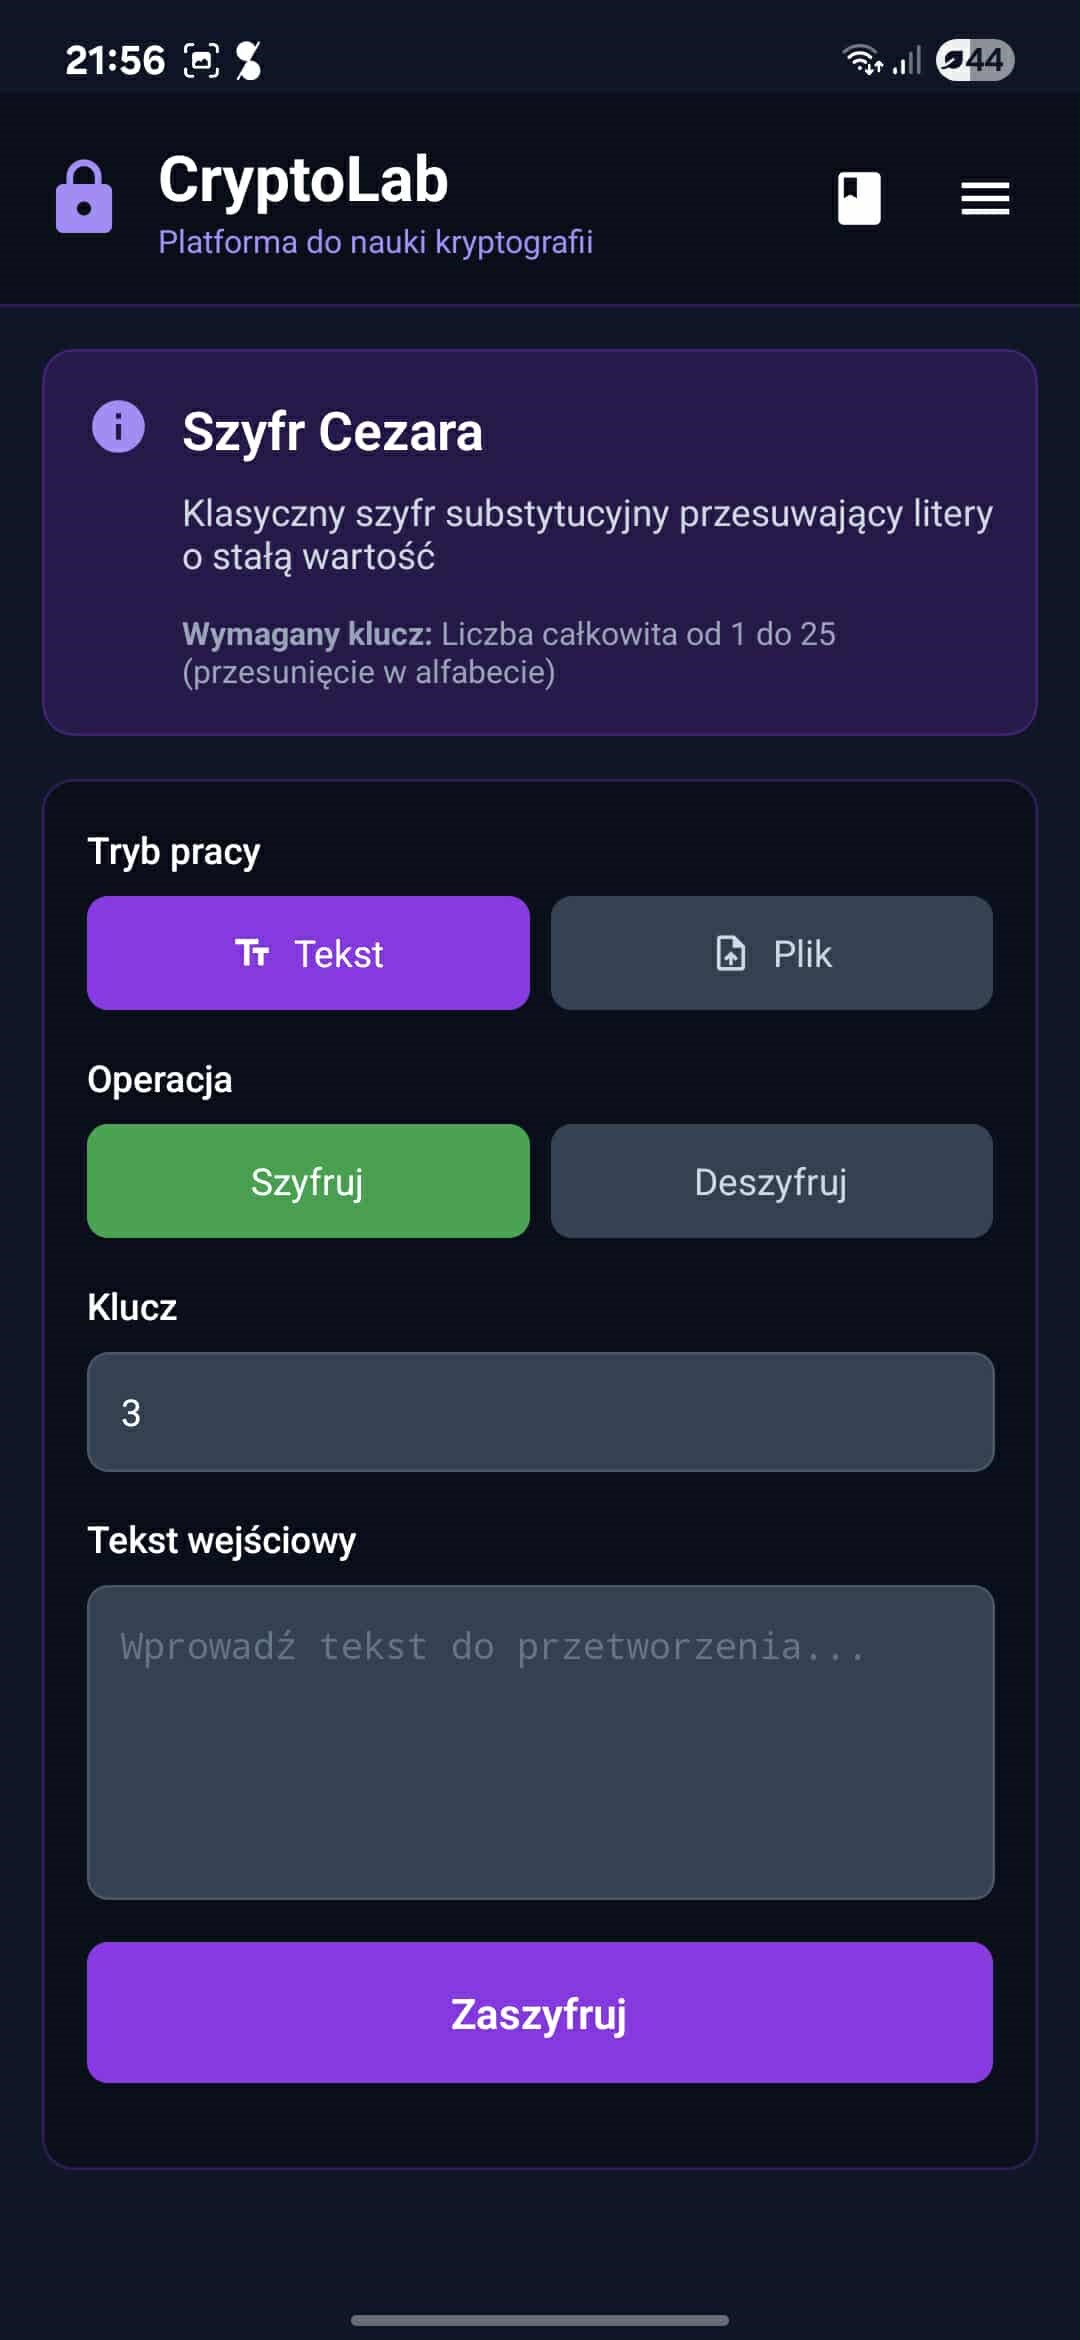 21:56
44
CryptoLab
Platforma do nauki kryptografii
Szyfr Cezara
Klasyczny szyfr substytucyjny przesuwający litery
o stałą wartość
Wymagany klucz: Liczba całkowita od 1 do 25
(przesunięcie w alfabecie)
Tryb pracy
Tekst
Plik
Operacja
Szyfruj
Deszyfruj
Klucz
3
Tekst wejściowy
Wprowadź tekst do przetworzenia...
Zaszyfruj